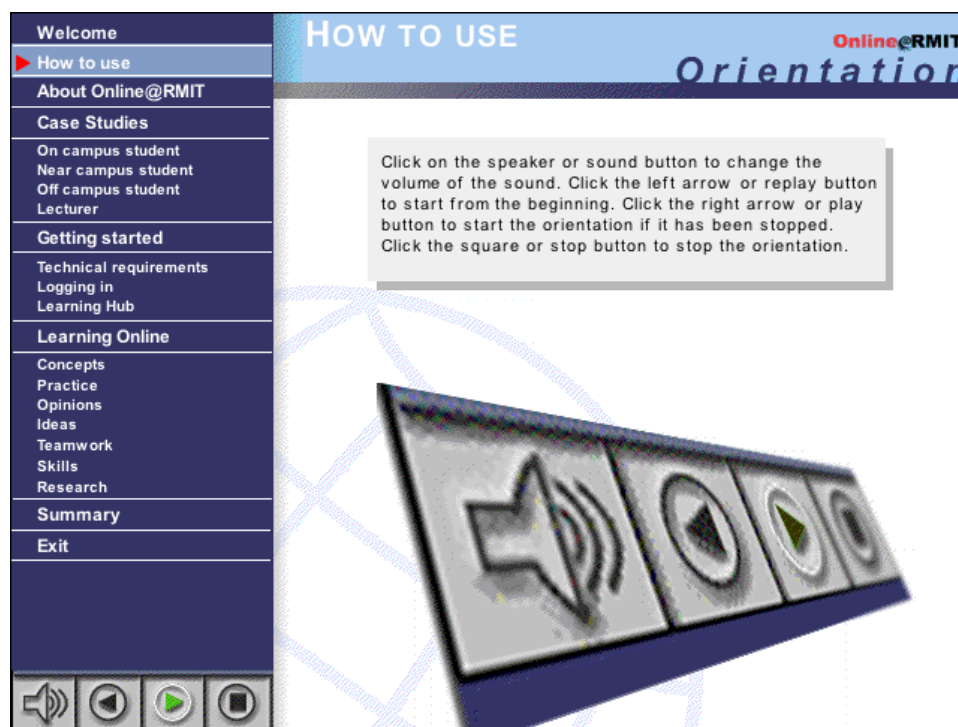 Welcome
How to use
About Online@RMIT
Case Studies
On campus student
Near campus student
Off campus student
Lecturer
Getting started
Technical requirements
Logging in
Learning Hub
Learning Online
Concepts
Practice
Opinions
Ideas
Teamwork
Skills
Research
Summary
Exit
HOW TO USE
Online@RMIT
Orientation
Click on the speaker or sound button to change the
volume of the sound. Click the left arrow or replay button
to start from the beginning. Click the right arrow or play
button to start the orientation if it has been stopped.
Click the square or stop button to stop the orientation.